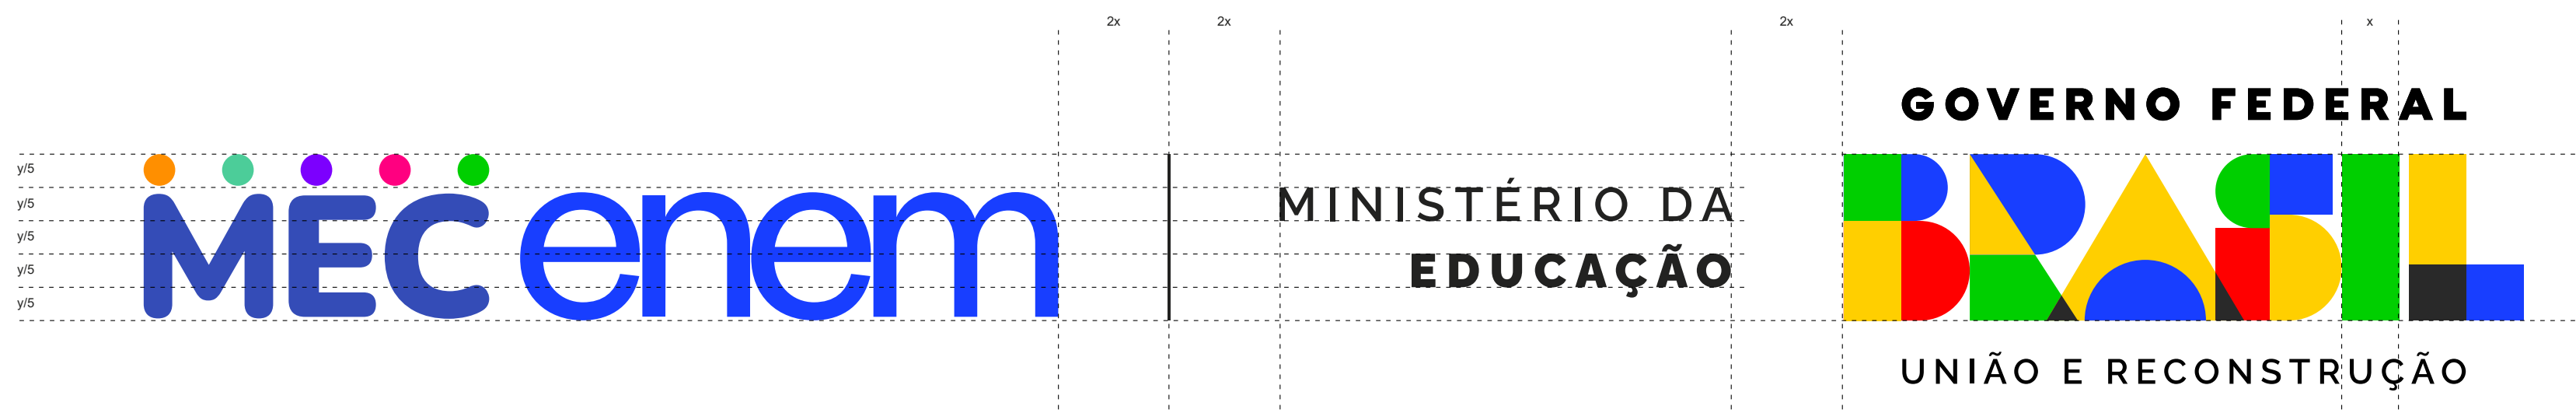 2x 2x 2x x
GOVERNO FEDERAL
y/5
y/5
y/5
y/5
y/5
MEC enem
MINISTÉRIO DA
EDUCAÇÃO
BRASIL
UNIÃO E RECONSTRUÇÃO